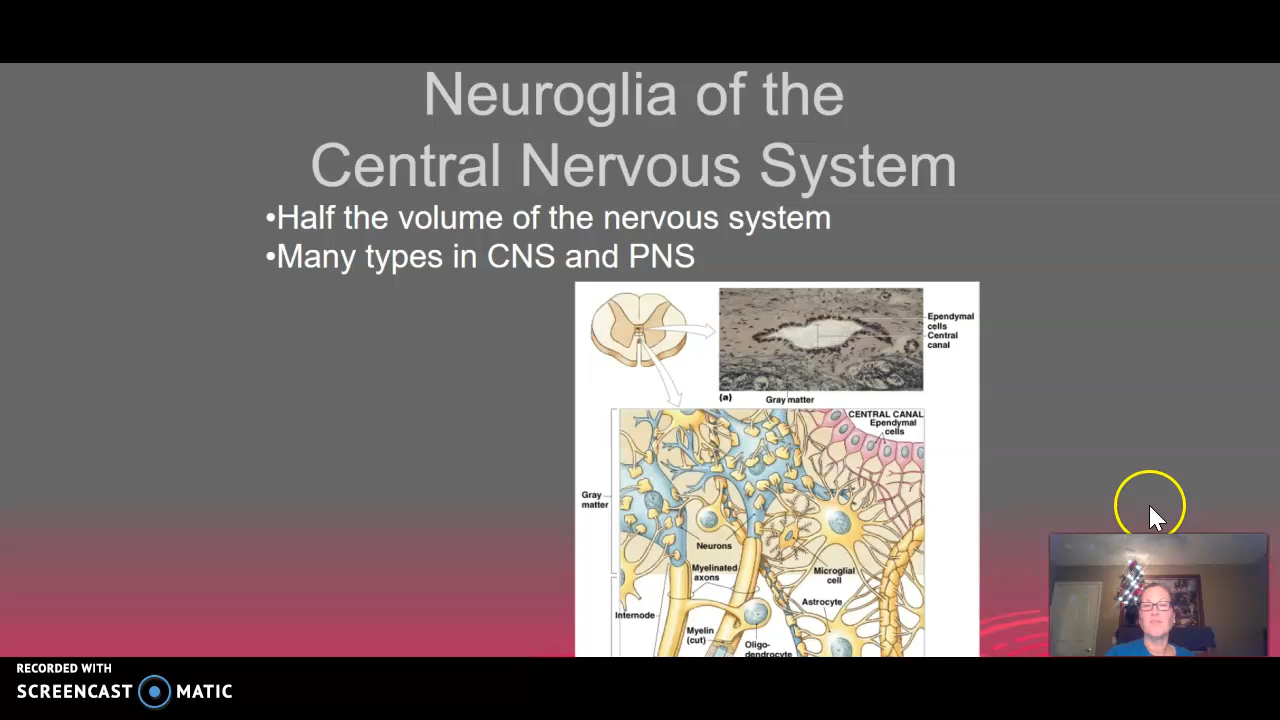 Neuroglia of the
Central Nervous System
•Half the volume of the nervous system
•Many types in CNS and PNS
Ependymal
cells
Central
canal
(a)
Gray matter
CENTRAL CANAL
Ependymal
cells
Gray
matter
Neurons
Myelinated
axons
Microglial
cell
Internode
Astrocyte
Myelin
(cut)
Oligo-
dendrocyte
RECORDED WITH
SCREENCAST MATIC